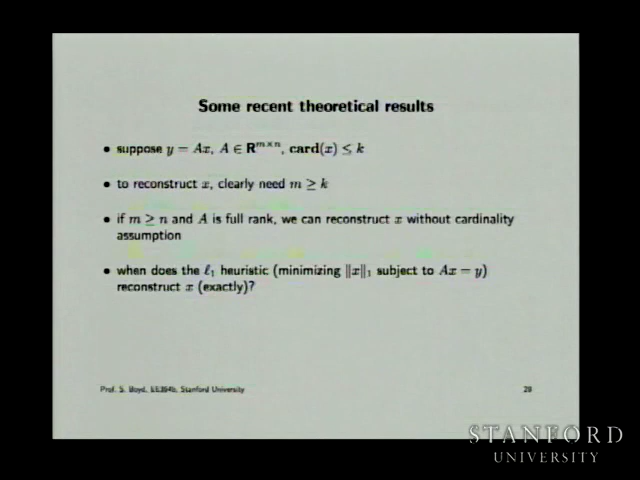 Some recent theoretical results
• suppose y = Ax, A ∈ R^{m×n}, card(x) ≤ k
• to reconstruct x, clearly need m ≥ k
• if m ≥ n and A is full rank, we can reconstruct x without cardinality
assumption
• when does the ℓ₁ heuristic (minimizing ‖x‖₁ subject to Ax = y)
reconstruct x (exactly)?
Prof. S. Boyd, EE364b, Stanford University
28
STANFORD
UNIVERSITY